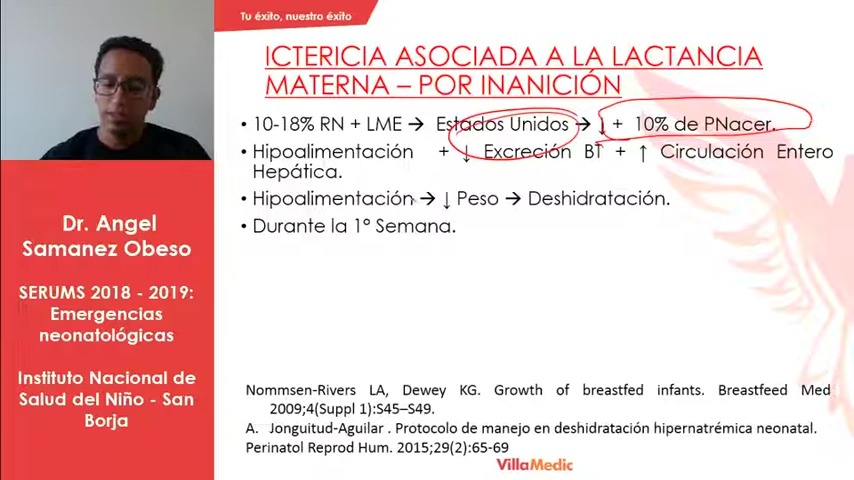 Tu éxito, nuestro éxito
ICTERICIA ASOCIADA A LA LACTANCIA
MATERNA – POR INANICIÓN
• 10-18% RN + LME → Estados Unidos → ↓ + 10% de PNacer.
• Hipoalimentación + ↓ Excreción BT + ↑ Circulación Entero
Hepática.
• Hipoalimentación → ↓ Peso → Deshidratación.
• Durante la 1° Semana.
Dr. Angel
Samanez Obeso
SERUMS 2018 - 2019:
Emergencias
neonatológicas
Instituto Nacional de
Salud del Niño - San
Borja
Nommsen-Rivers LA, Dewey KG. Growth of breastfed infants. Breastfeed Med
2009;4(Suppl 1):S45–S49.
A. Jonguitud-Aguilar . Protocolo de manejo en deshidratación hipernatrémica neonatal.
Perinatol Reprod Hum. 2015;29(2):65-69
VillaMedic